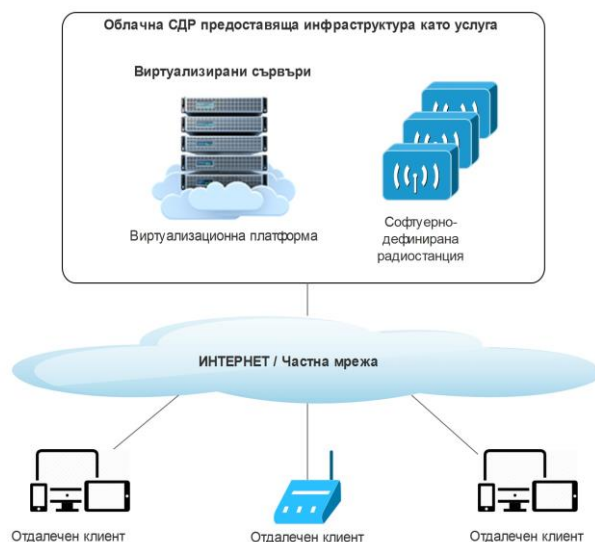 Облачна СДР предоставяща инфраструктура като услуга
Виртуализирани сървъри
Виртуализационна платформа
Софтуерно-
дефинирана
радиостанция
ИНТЕРНЕТ / Частна мрежа
Отдалечен клиент
Отдалечен клиент
Отдалечен клиент